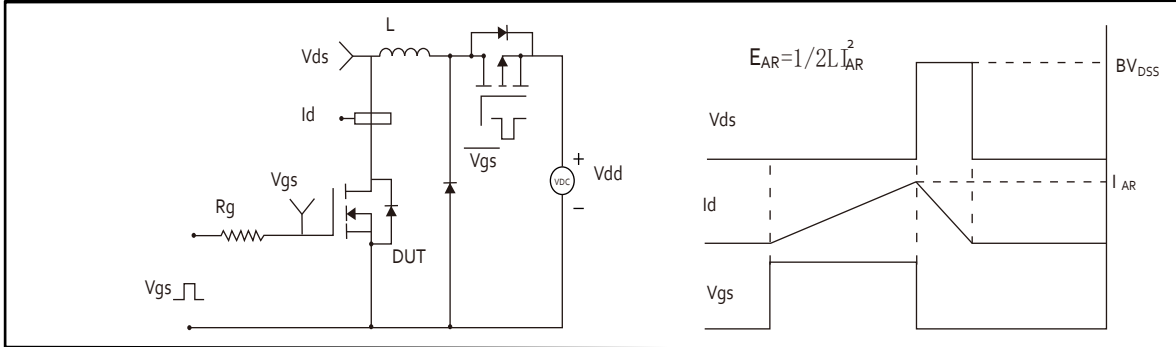 L
Vds
Id
Vgs
Rg
Vgs
DUT
Vgs
VDC
+
Vdd
−
E_AR=1/2LI²_AR
BV_DSS
Vds
I_AR
Id
Vgs